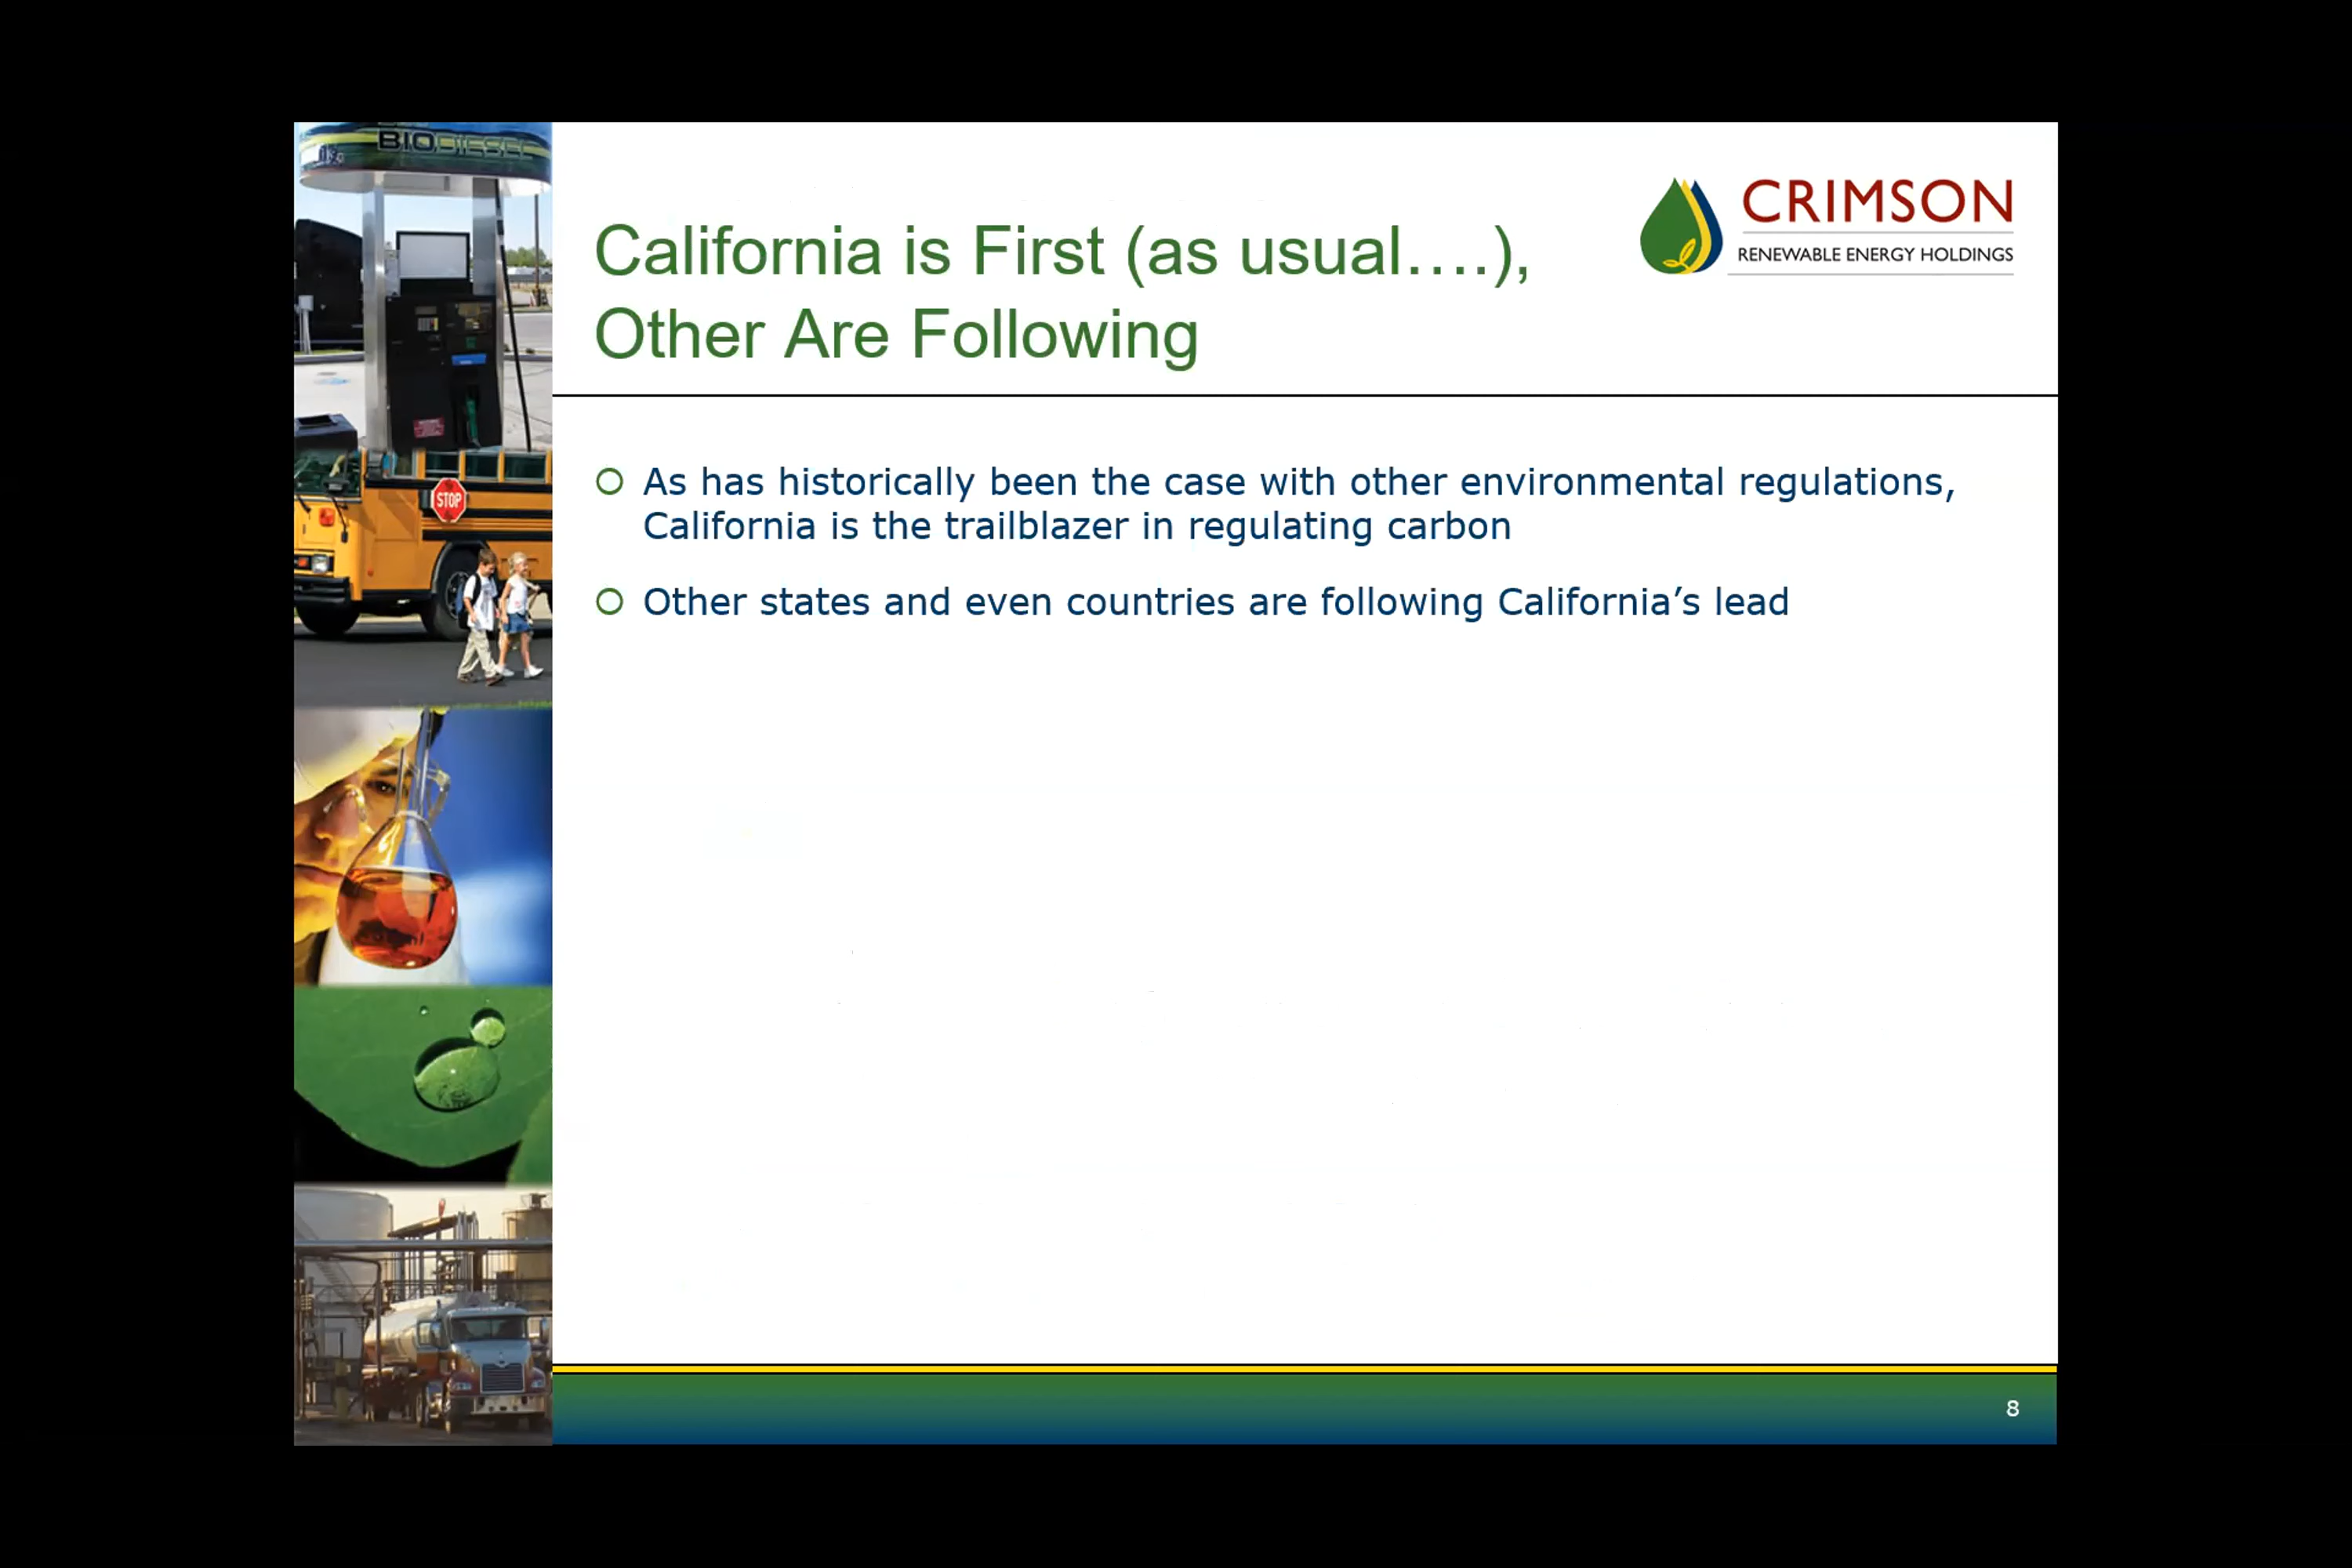 BIODIESEL
STOP
California is First (as usual....),
Other Are Following
CRIMSON
RENEWABLE ENERGY HOLDINGS
As has historically been the case with other environmental regulations,
California is the trailblazer in regulating carbon
Other states and even countries are following California’s lead
8